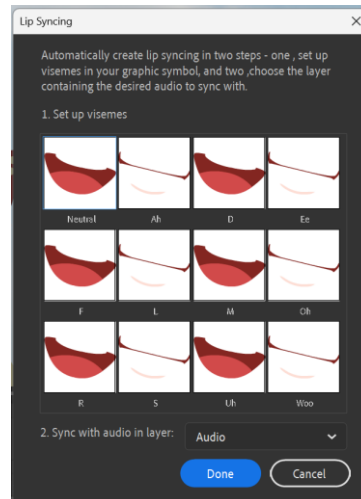 Lip Syncing
Automatically create lip syncing in two steps - one , set up
visemes in your graphic symbol, and two ,choose the layer
containing the desired audio to sync with.
1. Set up visemes
Neutral Ah D Ee
F L M Oh
R S Uh Woo
2. Sync with audio in layer: Audio
Done Cancel